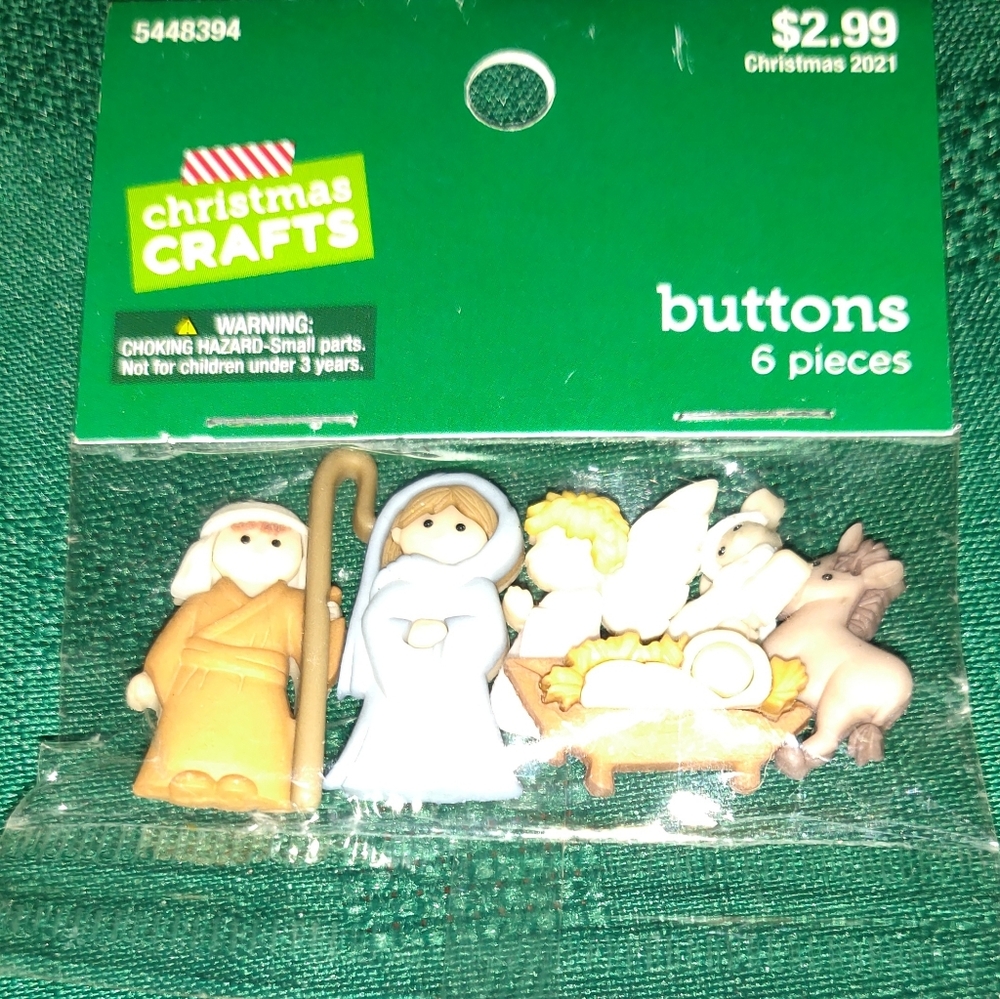 5448394
$2.99
Christmas 2021
christmas
CRAFTS
WARNING:
CHOKING HAZARD-Small parts.
Not for children under 3 years.
buttons
6 pieces